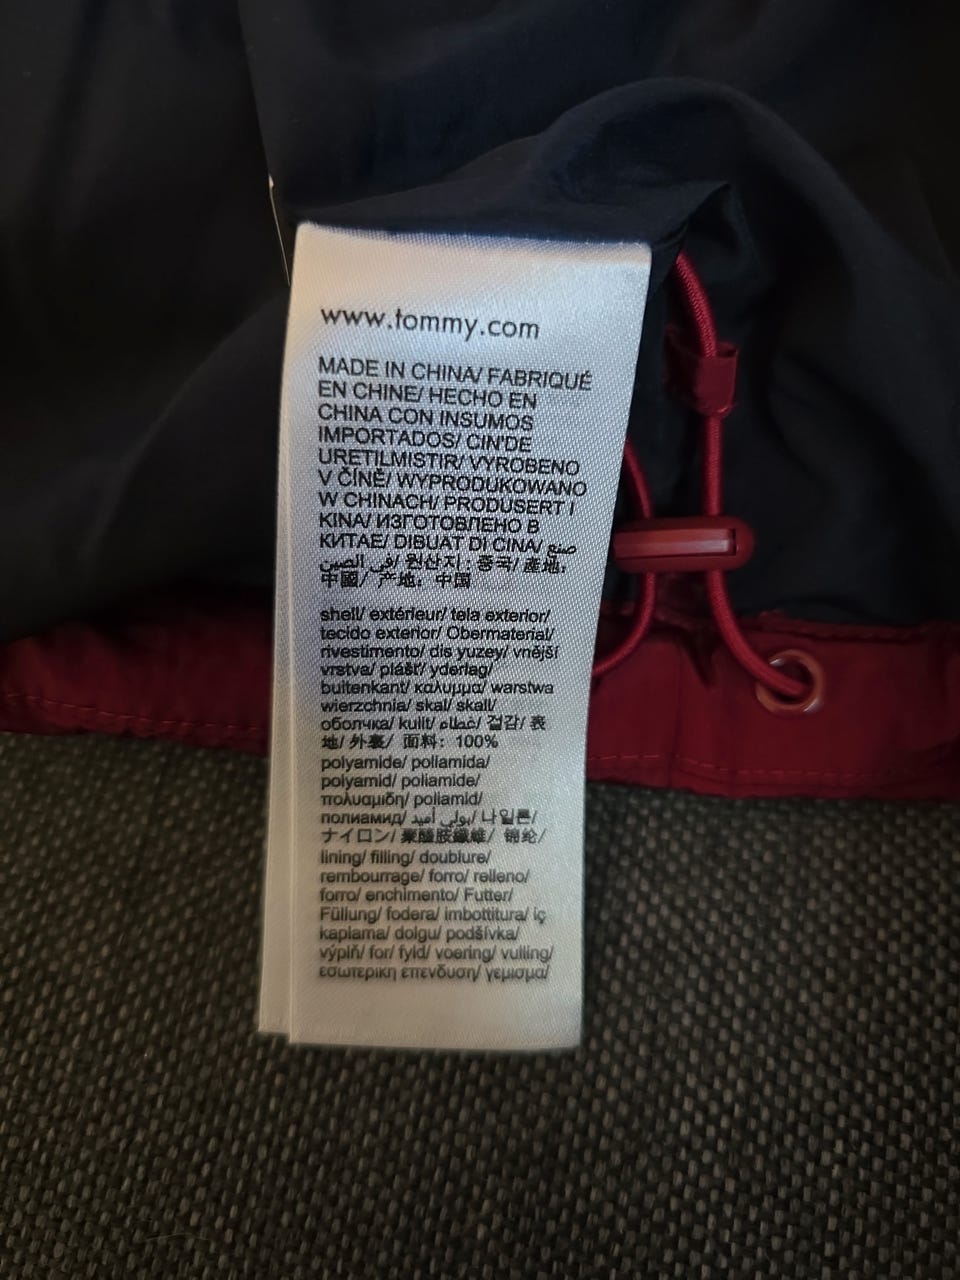 www.tommy.com
MADE IN CHINA/ FABRIQUÉ
EN CHINE/ HECHO EN
CHINA CON INSUMOS
IMPORTADOS/ CIN'DE
URETILMISTIR/ VYROBENO
V ČÍNĚ/ WYPRODUKOWANO
W CHINACH/ PRODUSERT I
KINA/ ИЗГОТОВЛЕНО В
КИТАЕ/ DIBUAT DI CINA/ صنع
في الصين/ 원산지 : 중국/ 產地:
中國/ 产地: 中国
shell/ extérieur/ tela exterior/
tecido exterior/ Obermaterial/
rivestimento/ dis yuzey/ vnější
vrstva/ plášť/ yderlag/
buitenkant/ καλυμμα/ warstwa
wierzchnia/ skal/ skall/
оболчка/ kulit/ غطاء/ 겉감/ 表
地/ 外裏/ 面料: 100%
polyamide/ poliamida/
polyamid/ poliamide/
πολυαμιδη/ poliamid/
полиамид/ بولي أميد/ 나일론/
ナイロン/ 聚醯胺纖維/ 锦纶/
lining/ filling/ doublure/
rembourrage/ forro/ relleno/
forro/ enchimento/ Futter/
Füllung/ fodera/ imbottitura/ iç
kaplama/ dolgu/ podšívka/
výplň/ for/ fyld/ voering/ vulling/
εσωτερικη επενδυση/ γεμισμα/